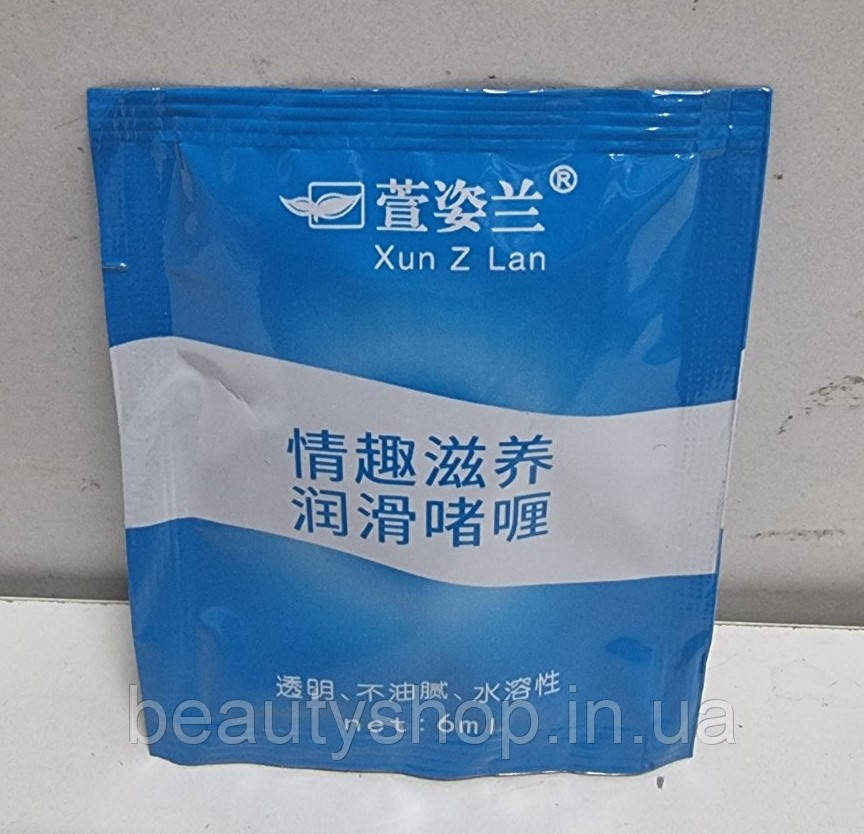 萱姿兰®
Xun Z Lan
情趣滋养
润滑啫喱
透明、不油腻、水溶性
net:6ml
beautyshop.in.ua